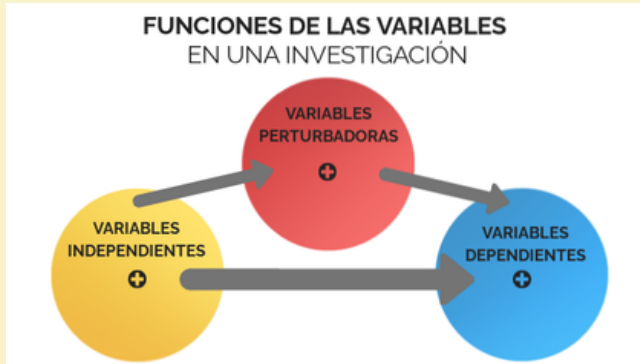 FUNCIONES DE LAS VARIABLES
EN UNA INVESTIGACIÓN
VARIABLES
PERTURBADORAS
VARIABLES
INDEPENDIENTES
VARIABLES
DEPENDIENTES